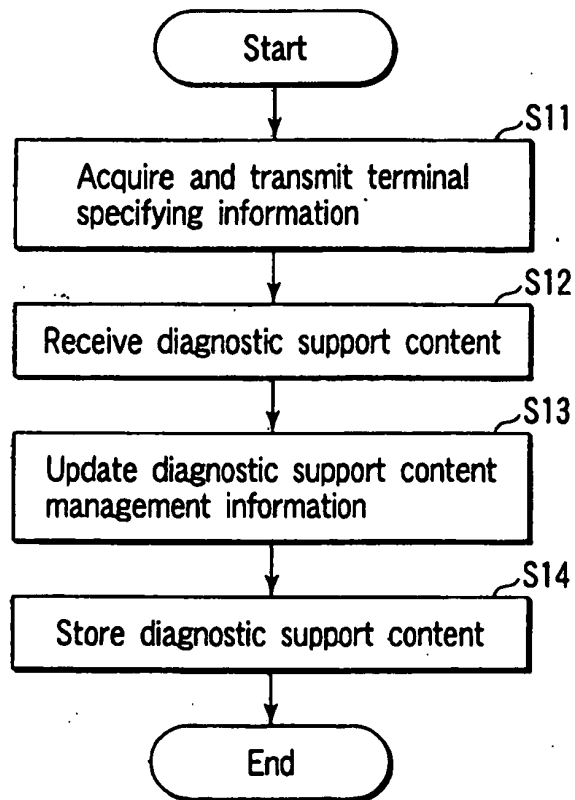 Start
S11
Acquire and transmit terminal
specifying information
S12
Receive diagnostic support content
S13
Update diagnostic support content
management information
S14
Store diagnostic support content
End